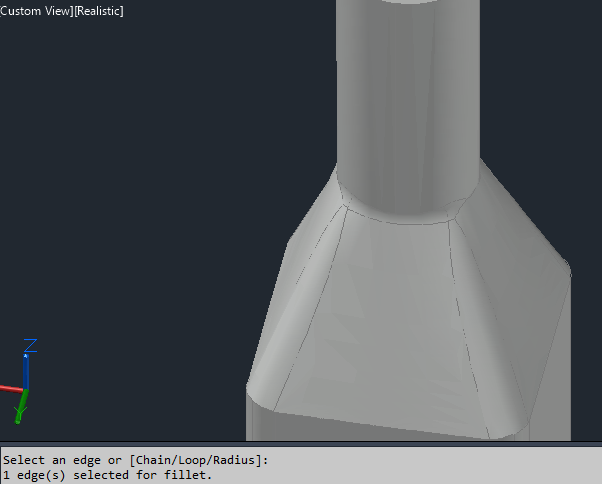 [Custom View][Realistic]
Z
Y
Select an edge or [Chain/Loop/Radius]:
1 edge(s) selected for fillet.